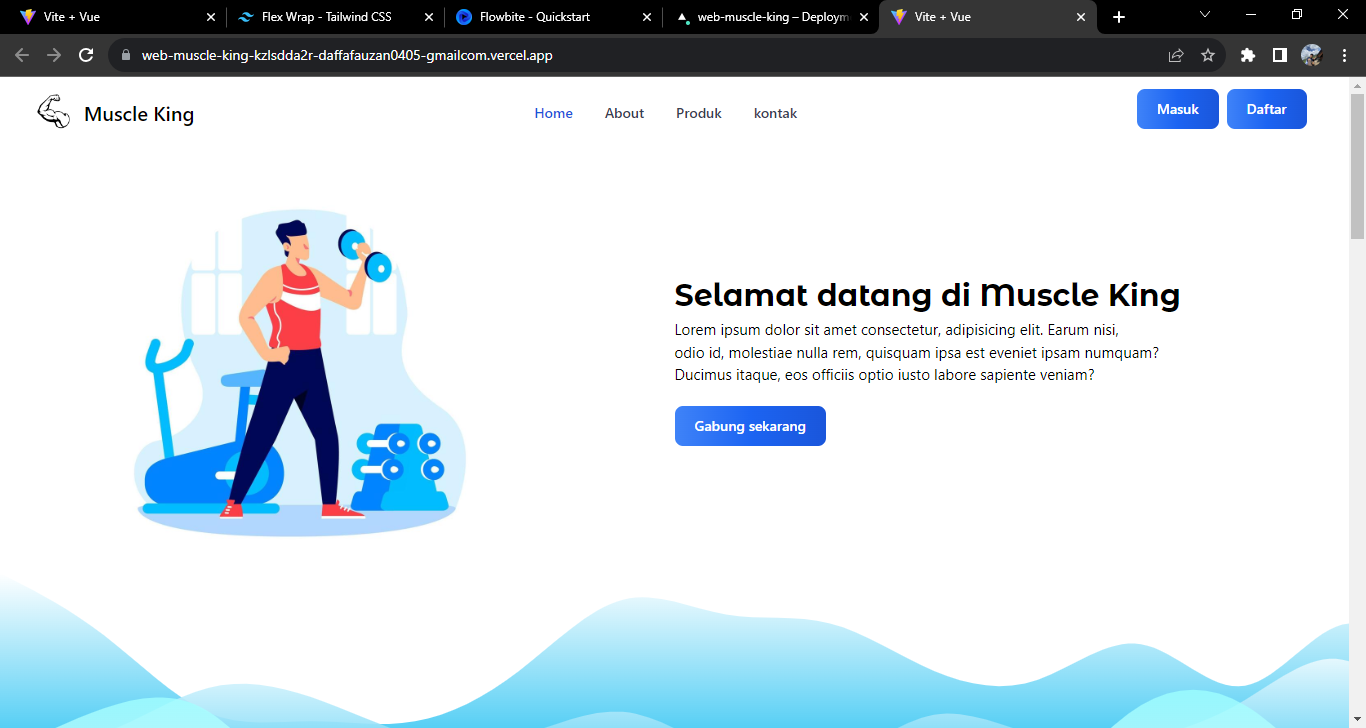 Vite + Vue
Flex Wrap - Tailwind CSS
Flowbite - Quickstart
web-muscle-king – Deploym
Vite + Vue
web-muscle-king-kzlsdda2r-daffafauzan0405-gmailcom.vercel.app
Muscle King
Home
About
Produk
kontak
Masuk
Daftar
Selamat datang di Muscle King
Lorem ipsum dolor sit amet consectetur, adipisicing elit. Earum nisi,
odio id, molestiae nulla rem, quisquam ipsa est eveniet ipsam numquam?
Ducimus itaque, eos officiis optio iusto labore sapiente veniam?
Gabung sekarang